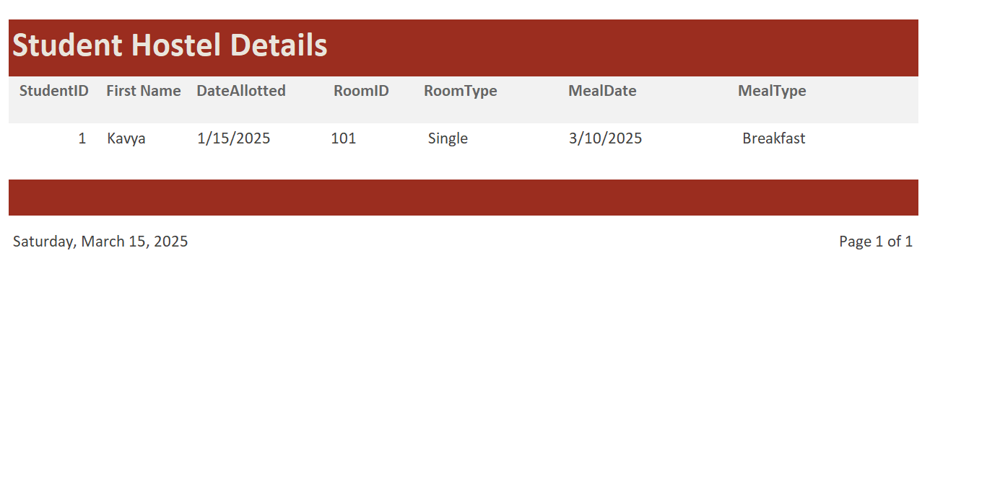 Student Hostel Details
StudentID First Name DateAllotted RoomID RoomType MealDate MealType
1 Kavya 1/15/2025 101 Single 3/10/2025 Breakfast
Saturday, March 15, 2025 Page 1 of 1